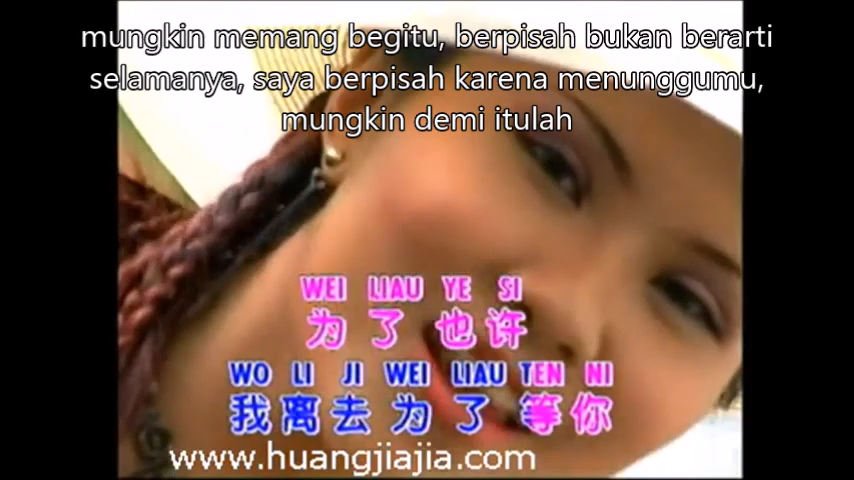 mungkin memang begitu, berpisah bukan berarti
selamanya, saya berpisah karena menunggumu,
mungkin demi itulah
WEI LIAU YE SI
为了也许
WO LI JI WEI LIAU TEN NI
我离去为了等你
www.huangjiajia.com